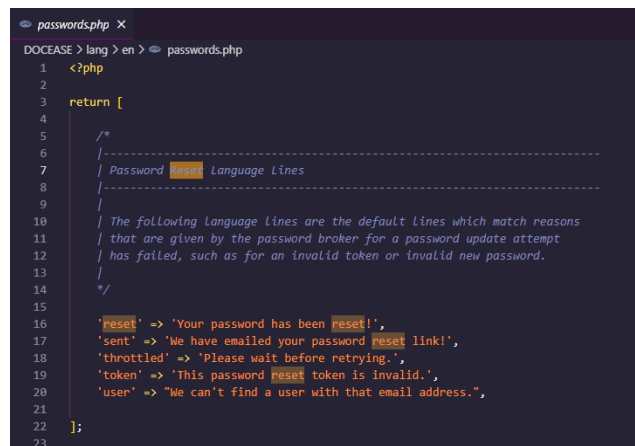 passwords.php ×
DOCEASE > lang > en > passwords.php
1 <?php
2
3 return [
4
5 /*
6 |--------------------------------------------------------------------------
7 | Password Reset Language Lines
8 |--------------------------------------------------------------------------
9 |
10 | The following language lines are the default lines which match reasons
11 | that are given by the password broker for a password update attempt
12 | has failed, such as for an invalid token or invalid new password.
13 |
14 */
15
16 'reset' => 'Your password has been reset!',
17 'sent' => 'We have emailed your password reset link!',
18 'throttled' => 'Please wait before retrying.',
19 'token' => 'This password reset token is invalid.',
20 'user' => "We can't find a user with that email address.",
21
22 ];
23